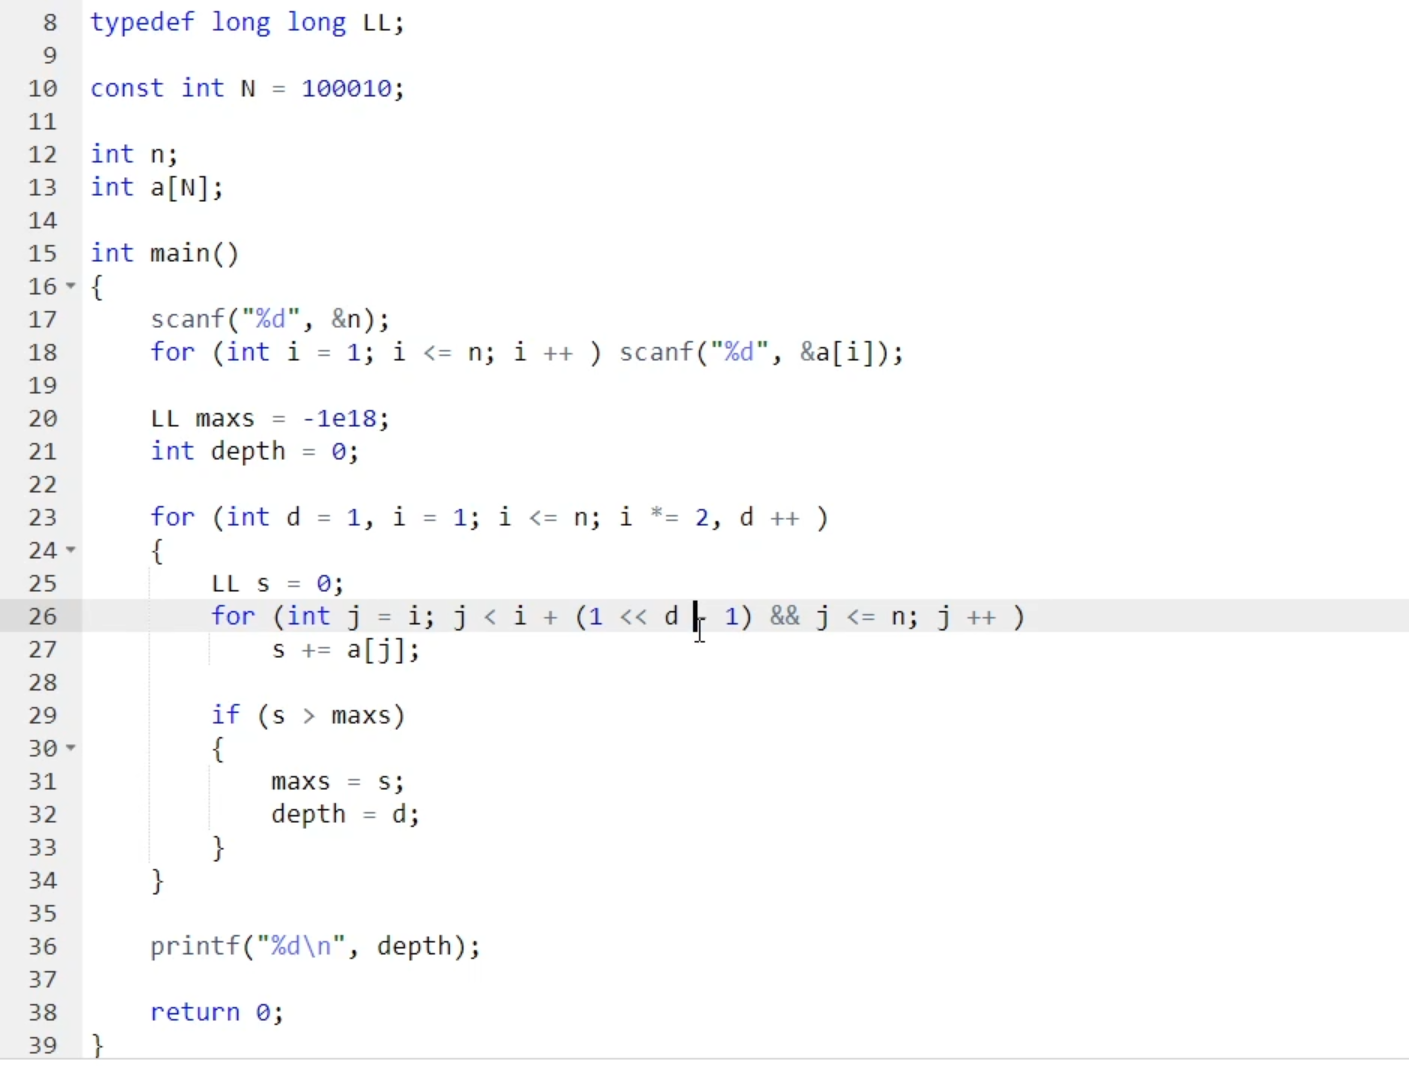 8 typedef long long LL;
9
10 const int N = 100010;
11
12 int n;
13 int a[N];
14
15 int main()
16 {
17 scanf("%d", &n);
18 for (int i = 1; i <= n; i ++ ) scanf("%d", &a[i]);
19
20 LL maxs = -1e18;
21 int depth = 0;
22
23 for (int d = 1, i = 1; i <= n; i *= 2, d ++ )
24 {
25 LL s = 0;
26 for (int j = i; j < i + (1 << d - 1) && j <= n; j ++ )
27 s += a[j];
28
29 if (s > maxs)
30 {
31 maxs = s;
32 depth = d;
33 }
34 }
35
36 printf("%d\n", depth);
37
38 return 0;
39 }